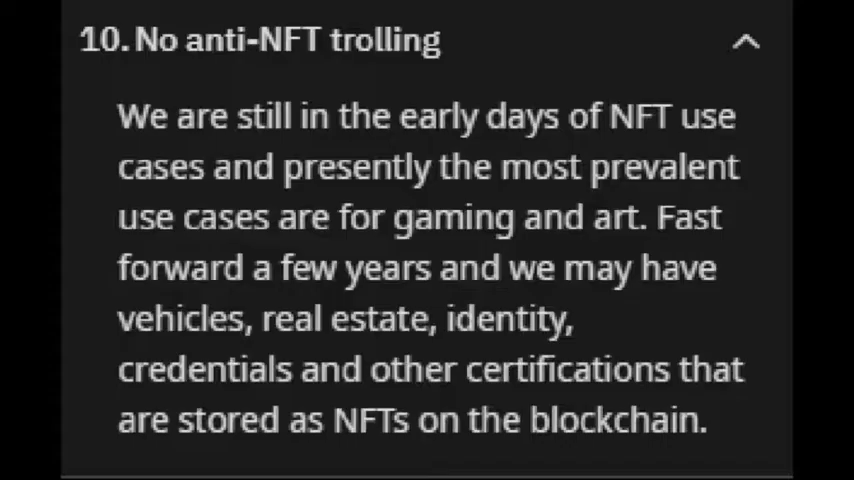 10. No anti-NFT trolling
We are still in the early days of NFT use
cases and presently the most prevalent
use cases are for gaming and art. Fast
forward a few years and we may have
vehicles, real estate, identity,
credentials and other certifications that
are stored as NFTs on the blockchain.